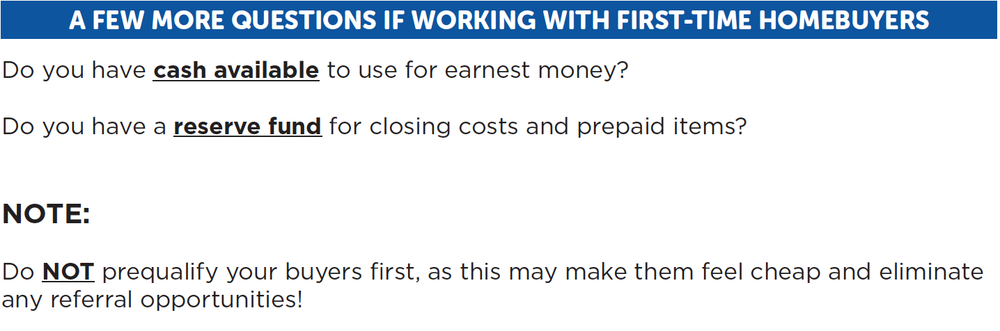 A FEW MORE QUESTIONS IF WORKING WITH FIRST-TIME HOMEBUYERS
Do you have cash available to use for earnest money?
Do you have a reserve fund for closing costs and prepaid items?
NOTE:
Do NOT prequalify your buyers first, as this may make them feel cheap and eliminate
any referral opportunities!